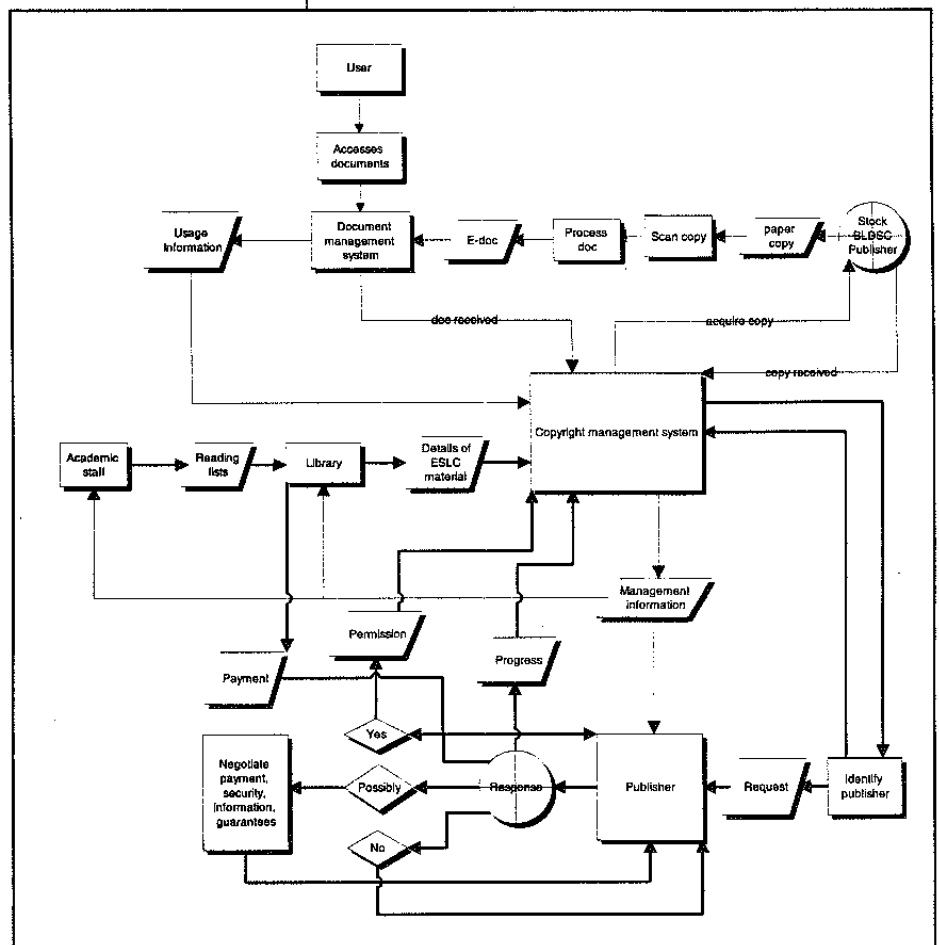 User
Accesses
documents
Usage
Information
Document
management
system
E-doc
Process
doc
Scan copy
paper
copy
Stock
BLDSC
Publisher
doc received
acquire copy
copy received
Copyright management system
Academic
staff
Reading
lists
Library
Details of
ESLC
material
Management
Information
Permission
Progress
Payment
Yes
Negotiate
payment,
security,
information,
guarantees
Possibly
Response
Publisher
Request
Identify
publisher
No